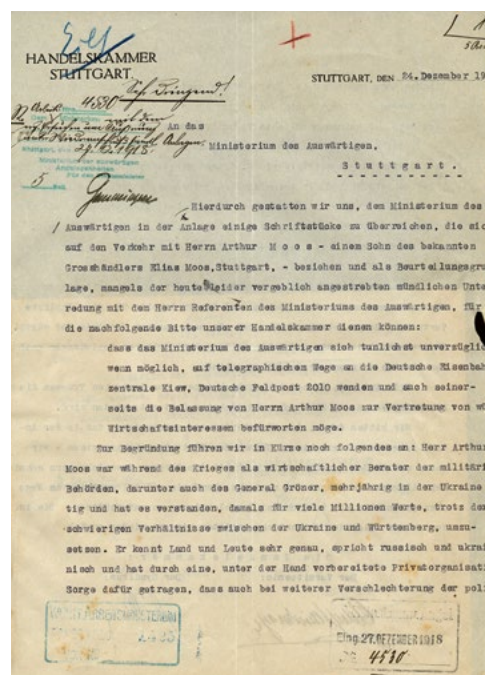 HANDELSKAMMER
STUTTGART.
STUTTGART, DEN 24. Dezember 19
Sehr Dringend!
4530
An das
Ministerium des Auswärtigen,
Stuttgart.
5
Hierdurch gestatten wir uns, dem Ministerium des
/ Auswärtigen in der Anlage einige Schriftstücke zu überreichen, die sic
auf den Verkehr mit Herrn Arthur Moos - einem Sohn des bekannten
Grosshändlers Elias Moos, Stuttgart, - beziehen und als Beurteilungsgru
lage, mangels der heute leider vergeblich angestrebten mündlichen Unte
redung mit dem Herrn Referenten des Ministeriums des Auswärtigen, für
die nachfolgende Bitte unserer Handelskammer dienen können:
dass das Ministerium des Auswärtigen sich tunlichst unverzüglic
wenn möglich, auf telegraphischem Wege an die Deutsche Eisenbah
zentrale Kiew, Deutsche Feldpost 2010 wenden und auch seiner-
seits die Belassung von Herrn Arthur Moos zur Vertretung von wü
Wirtschaftsinteressen befürworten möge.
Zur Begründung führen wir in Kürze noch folgendes an: Herr Arthur
Moos war während des Krieges als wirtschaftlicher Berater der militäri
Behörden, darunter auch des General Gröner, mehrjährig in der Ukraine
tig und hat es verstanden, damals für viele Millionen Werte, trotz der
schwierigen Verhältnisse zwischen der Ukraine und Württemberg, umzu-
setzen. Er kennt Land und Leute sehr genau, spricht russisch und ukrai
nisch und hat durch eine, unter der Hand vorbereitete Privatorganisati
Sorge dafür getragen, dass auch bei weiterer Verschlechterung der poli
Eing 27. DEZEMBER 1918
4530